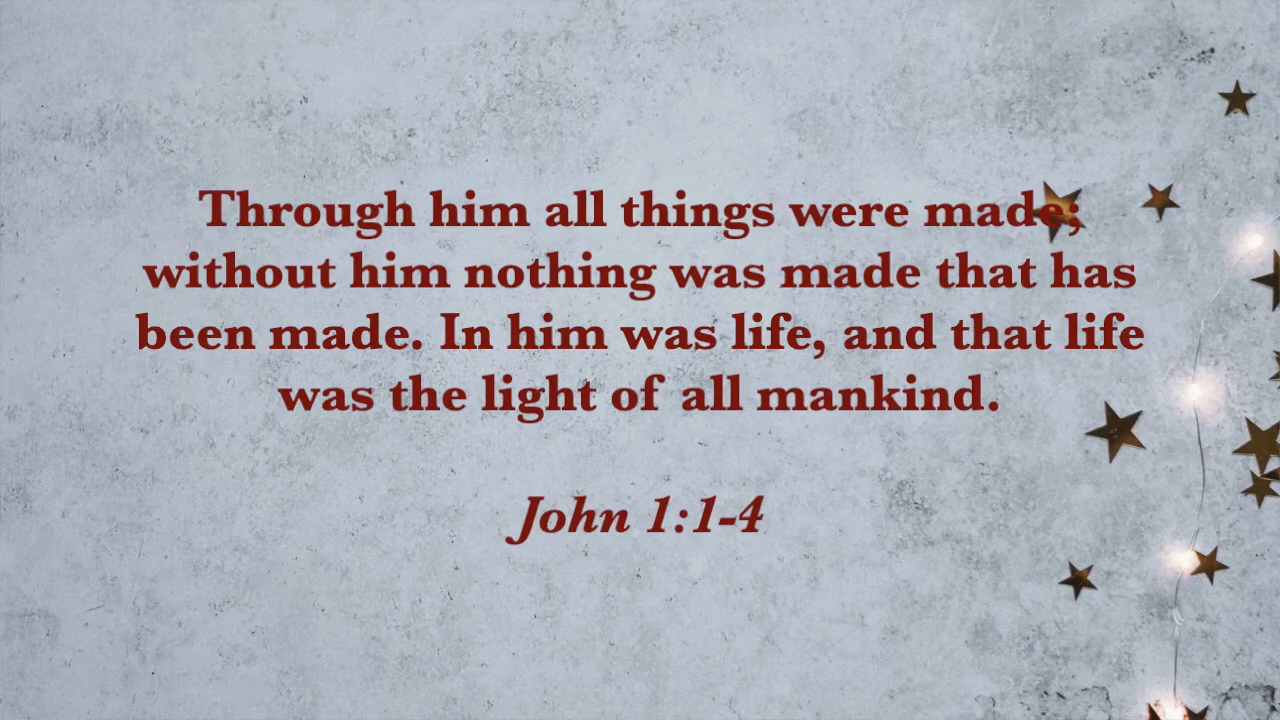 Through him all things were made;
without him nothing was made that has
been made. In him was life, and that life
was the light of all mankind.
John 1:1-4